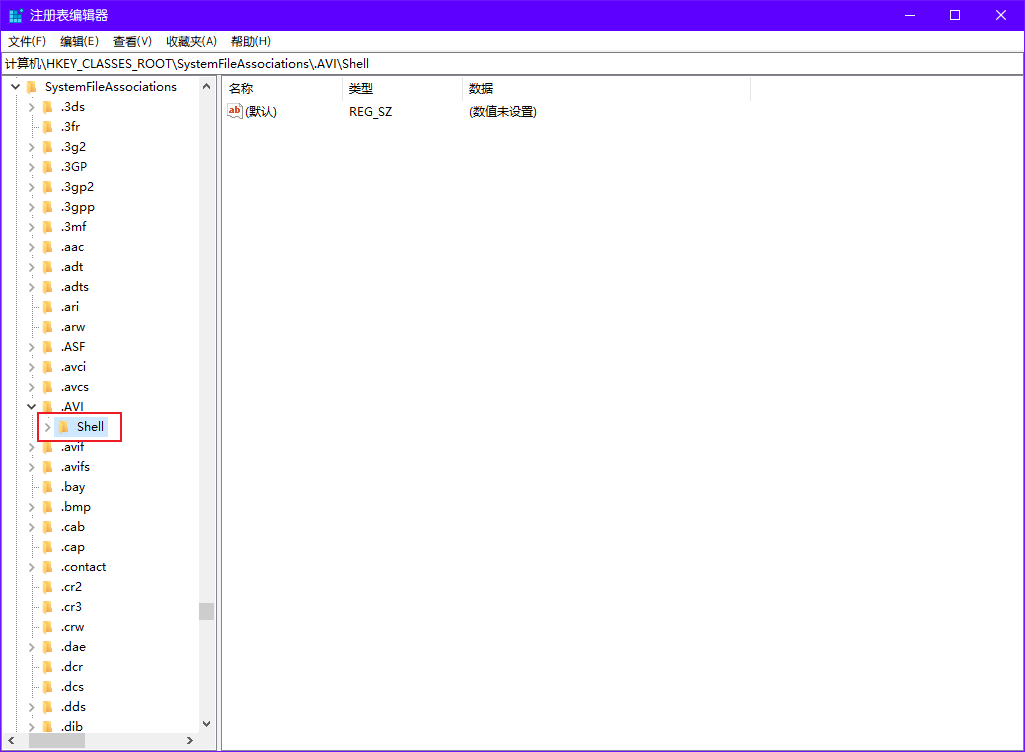 注册表编辑器
文件(F) 编辑(E) 查看(V) 收藏夹(A) 帮助(H)
计算机\HKEY_CLASSES_ROOT\SystemFileAssociations\.AVI\Shell
SystemFileAssociations
.3ds
.3fr
.3g2
.3GP
.3gp2
.3gpp
.3mf
.aac
.adt
.adts
.ari
.arw
.ASF
.avci
.avcs
.AVI
Shell
.avif
.avifs
.bay
.bmp
.cab
.cap
.contact
.cr2
.cr3
.crw
.dae
.dcr
.dcs
.dds
.dib
名称 类型 数据
ab (默认) REG_SZ (数值未设置)